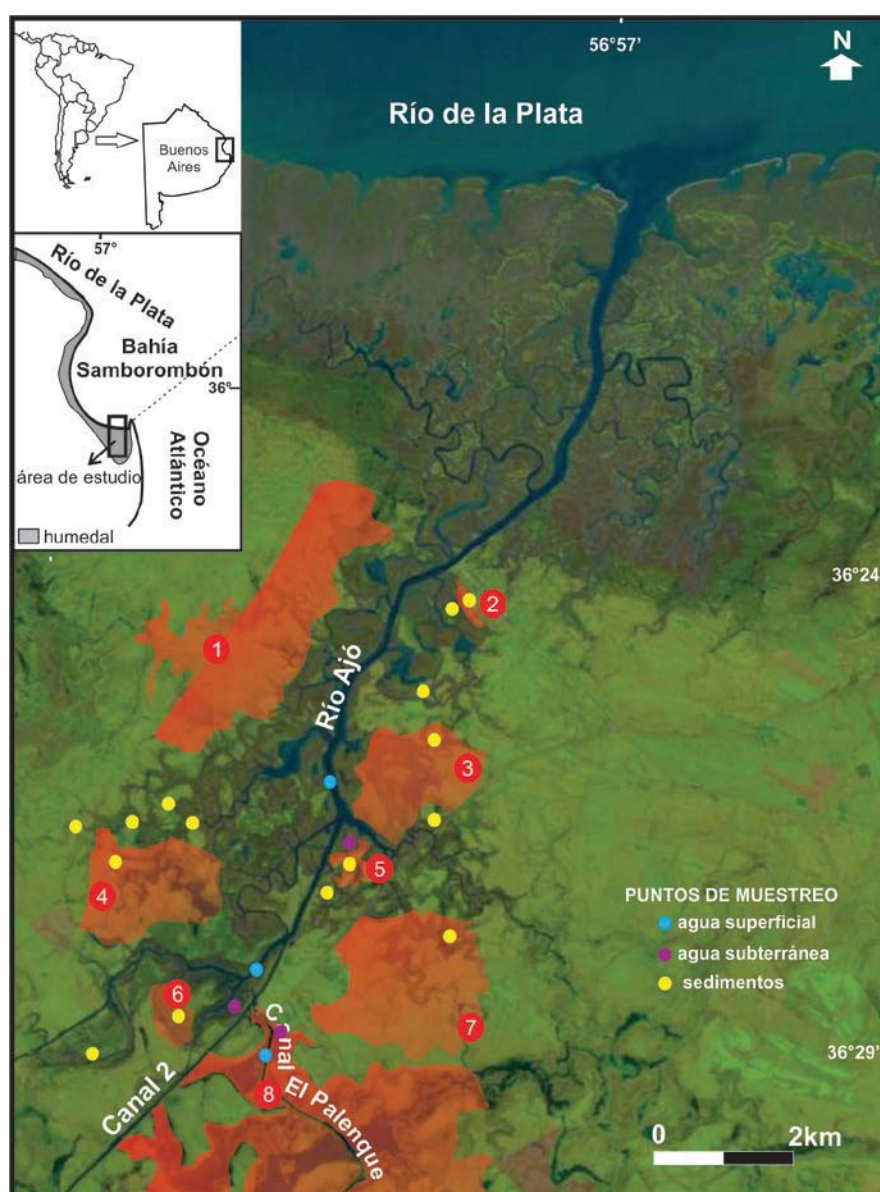 56°57'
N
Río de la Plata
Buenos
Aires
57°
Río de la Plata
Bahía
Samborombón
36°
Océano
Atlántico
área de estudio
humedal
36°24'
1
2
Río Ajó
3
4
5
PUNTOS DE MUESTREO
agua superficial
agua subterránea
sedimentos
6
7
Canal 2
Canal El Palenque
8
36°29'
0 2km